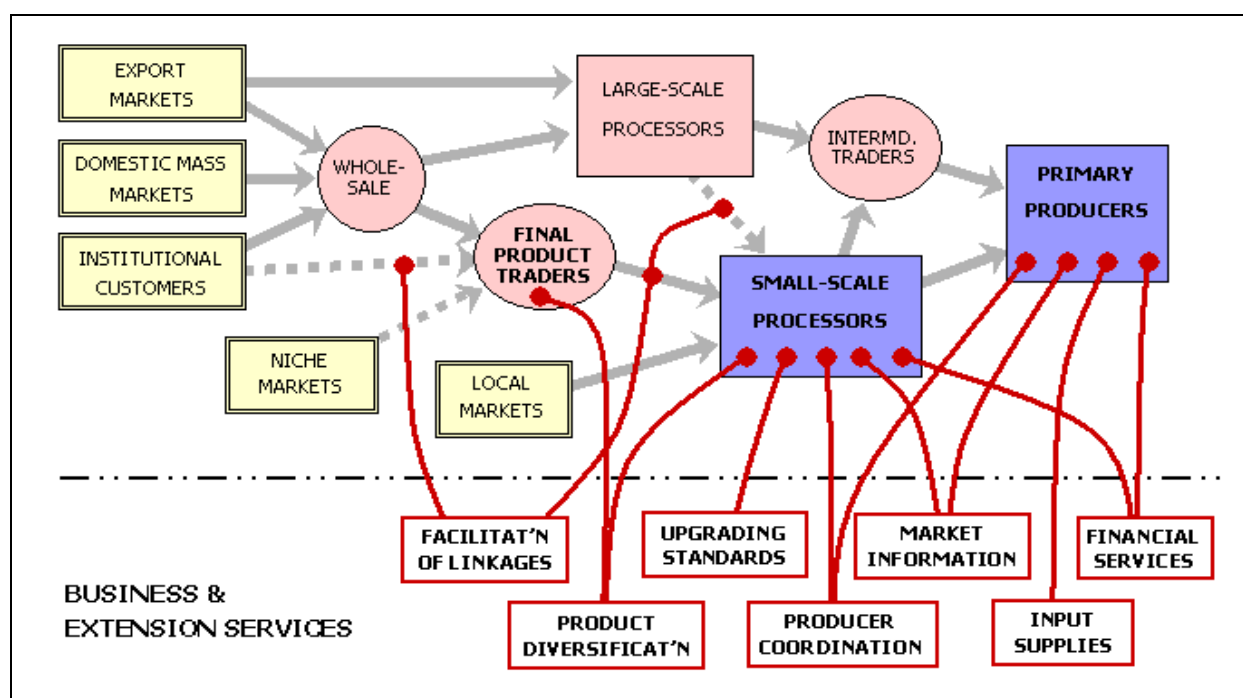 EXPORT
MARKETS
DOMESTIC MASS
MARKETS
INSTITUTIONAL
CUSTOMERS
NICHE
MARKETS
LOCAL
MARKETS
WHOLE-
SALE
FINAL
PRODUCT
TRADERS
LARGE-SCALE
PROCESSORS
SMALL-SCALE
PROCESSORS
INTERMD.
TRADERS
PRIMARY
PRODUCERS
FACILITAT'N
OF LINKAGES
UPGRADING
STANDARDS
MARKET
INFORMATION
FINANCIAL
SERVICES
PRODUCT
DIVERSIFICAT'N
PRODUCER
COORDINATION
INPUT
SUPPLIES
BUSINESS &
EXTENSION SERVICES